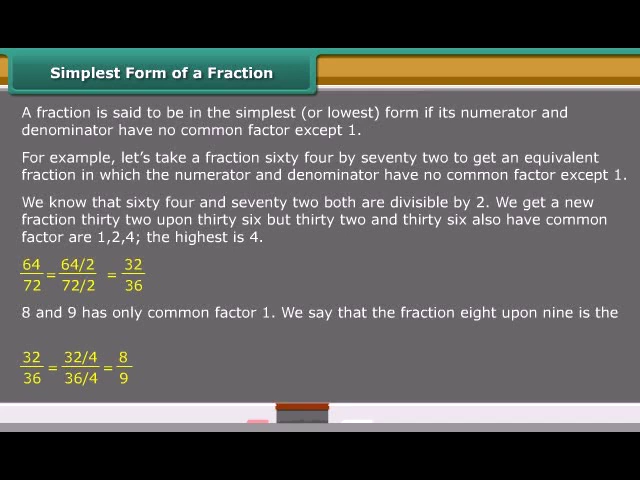 Simplest Form of a Fraction
A fraction is said to be in the simplest (or lowest) form if its numerator and
denominator have no common factor except 1.
For example, let's take a fraction sixty four by seventy two to get an equivalent
fraction in which the numerator and denominator have no common factor except 1.
We know that sixty four and seventy two both are divisible by 2. We get a new
fraction thirty two upon thirty six but thirty two and thirty six also have common
factor are 1,2,4; the highest is 4.
64/72 = 64/2 / 72/2 = 32/36
8 and 9 has only common factor 1. We say that the fraction eight upon nine is the
32/36 = 32/4 / 36/4 = 8/9